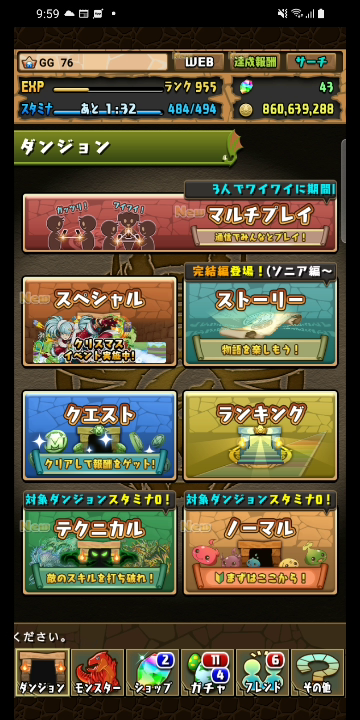 9:59
GG 76
WEB
達成報酬
サーチ
EXP
ランク 955
43
スタミナ
あと 1:32
484/494
860,639,288
ダンジョン
3人でワイワイに期間
ガッツリ!
ワイワイ!
New
マルチプレイ
通信でみんなとプレイ!
完結編登場!(ソニア編〜
New
スペシャル
クリスマス
イベント実施中!
ストーリー
物語を楽しもう!
クエスト
クリアして報酬をゲット!
ランキング
対象ダンジョンスタミナ0!
対象ダンジョンスタミナ0!
New
テクニカル
敵のスキルを打ち破れ!
New
ノーマル
まずはここから!
ください。
2
11
4
6
ダンジョン
モンスター
ショップ
ガチャ
フレンド
その他